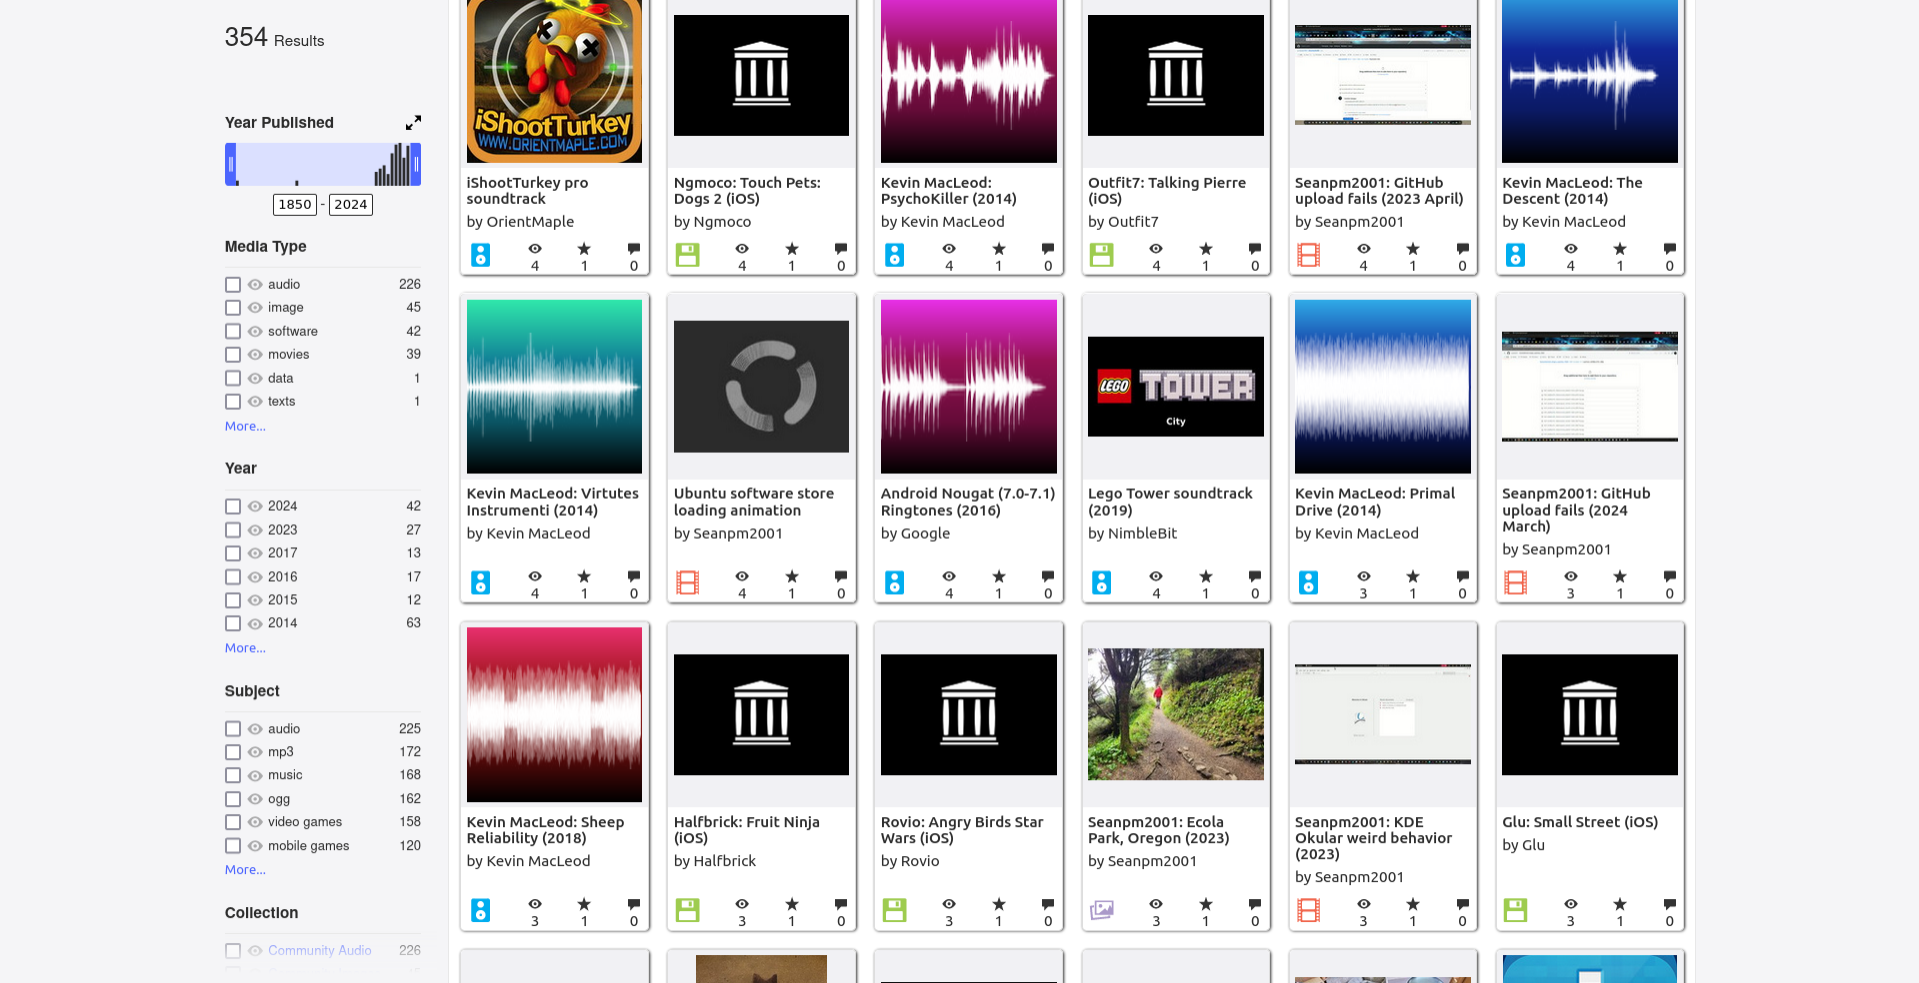 354 Results
Year Published
1850 - 2024
Media Type
audio 226
image 45
software 42
movies 39
data 1
texts 1
More...
Year
2024 42
2023 27
2017 13
2016 17
2015 12
2014 63
More...
Subject
audio 225
mp3 172
music 168
ogg 162
video games 158
mobile games 120
More...
Collection
Community Audio 226
iShootTurkey
WWW.ORIENTMAPLE.COM
iShootTurkey pro
soundtrack
by OrientMaple
4 1 0
Ngmoco: Touch Pets:
Dogs 2 (iOS)
by Ngmoco
4 1 0
Kevin MacLeod:
PsychoKiller (2014)
by Kevin MacLeod
4 1 0
Outfit7: Talking Pierre
(iOS)
by Outfit7
4 1 0
Seanpm2001: GitHub
upload fails (2023 April)
by Seanpm2001
4 1 0
Kevin MacLeod: The
Descent (2014)
by Kevin MacLeod
4 1 0
Kevin MacLeod: Virtutes
Instrumenti (2014)
by Kevin MacLeod
4 1 0
Ubuntu software store
loading animation
by Seanpm2001
4 1 0
Android Nougat (7.0-7.1)
Ringtones (2016)
by Google
4 1 0
LEGO TOWER
City
Lego Tower soundtrack
(2019)
by NimbleBit
4 1 0
Kevin MacLeod: Primal
Drive (2014)
by Kevin MacLeod
3 1 0
Seanpm2001: GitHub
upload fails (2024
March)
by Seanpm2001
3 1 0
Kevin MacLeod: Sheep
Reliability (2018)
by Kevin MacLeod
3 1 0
Halfbrick: Fruit Ninja
(iOS)
by Halfbrick
3 1 0
Rovio: Angry Birds Star
Wars (iOS)
by Rovio
3 1 0
Seanpm2001: Ecola
Park, Oregon (2023)
by Seanpm2001
3 1 0
Seanpm2001: KDE
Okular weird behavior
(2023)
by Seanpm2001
3 1 0
Glu: Small Street (iOS)
by Glu
3 1 0